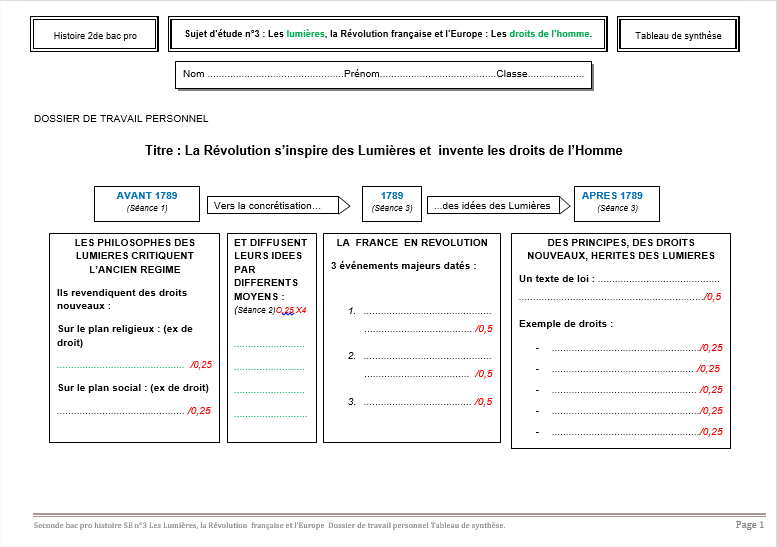 Histoire 2de bac pro
Sujet d'étude n°3 : Les lumières, la Révolution française et l'Europe : Les droits de l'homme.
Tableau de synthèse
Nom ................................................Prénom.........................................Classe....................
DOSSIER DE TRAVAIL PERSONNEL
Titre : La Révolution s'inspire des Lumières et invente les droits de l'Homme
AVANT 1789
(Séance 1)
Vers la concrétisation…
1789
(Séance 3)
...des idées des Lumières
APRES 1789
(Séance 3)
LES PHILOSOPHES DES
LUMIERES CRITIQUENT
L'ANCIEN REGIME
Ils revendiquent des droits
nouveaux :
Sur le plan religieux : (ex de
droit)
............................................. /0,25
Sur le plan social : (ex de droit)
............................................. /0,25
ET DIFFUSENT
LEURS IDEES
PAR
DIFFERENTS
MOYENS :
(Séance 2)O,25 X4
.........................
.........................
.........................
.........................
LA FRANCE EN REVOLUTION
3 événements majeurs datés :
1. .............................................
...................................... /0,5
2. .............................................
..................................... /0,5
3. ...................................... /0,5
DES PRINCIPES, DES DROITS
NOUVEAUX, HERITES DES LUMIERES
Un texte de loi : ...........................................
................................................................./0,5
Exemple de droits :
- ...................................................../0,25
- .................................................... /0,25
- ...................................................../0,25
- ...................................................../0,25
- ...................................................../0,25
Seconde bac pro histoire SE n°3 Les Lumières, la Révolution française et l'Europe Dossier de travail personnel Tableau de synthèse.
Page 1